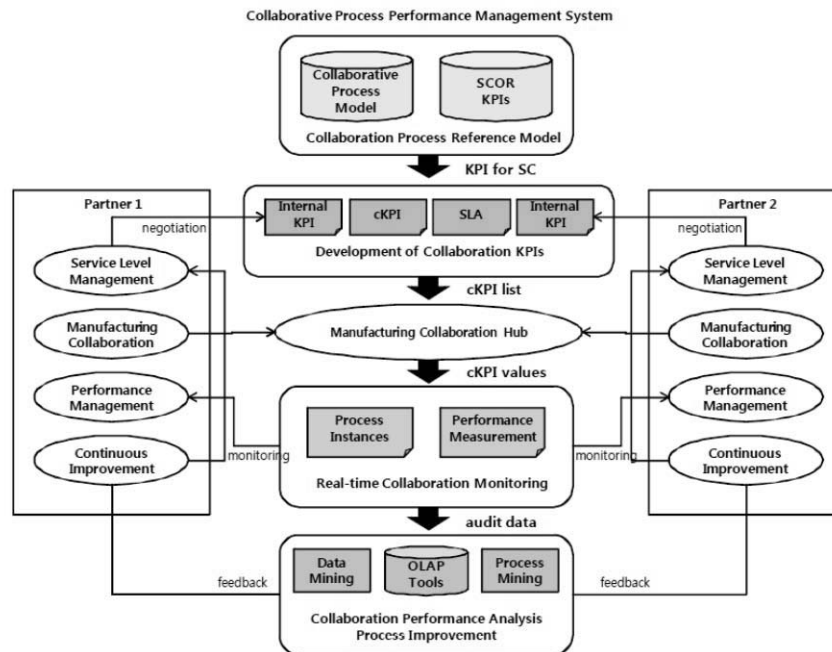 Collaborative Process Performance Management System
Collaborative
Process
Model
SCOR
KPIs
Collaboration Process Reference Model
KPI for SC
Partner 1
negotiation
Service Level
Management
Manufacturing
Collaboration
Performance
Management
Continuous
Improvement
monitoring
feedback
Internal
KPI
cKPI
SLA
Internal
KPI
Development of Collaboration KPIs
cKPI list
Manufacturing Collaboration Hub
cKPI values
Process
Instances
Performance
Measurement
Real-time Collaboration Monitoring
audit data
Data
Mining
OLAP
Tools
Process
Mining
Collaboration Performance Analysis
Process Improvement
Partner 2
negotiation
Service Level
Management
Manufacturing
Collaboration
Performance
Management
Continuous
Improvement
monitoring
feedback